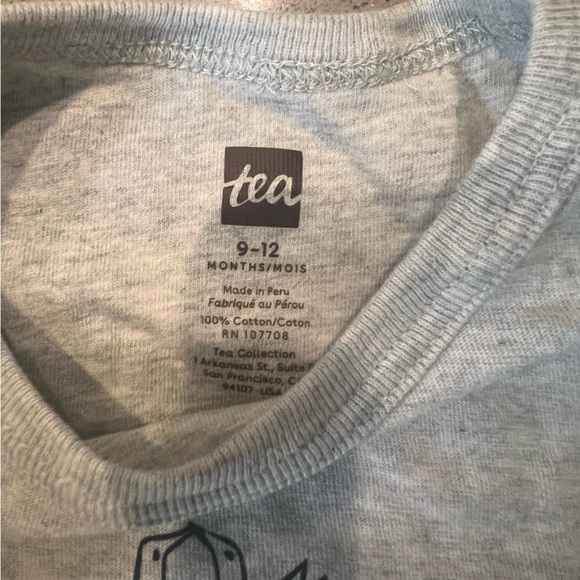 tea
9-12
MONTHS/MOIS
Made in Peru
Fabriqué au Pérou
100% Cotton/Coton
RN 107708
Tea Collection
1 Arkansas St., Suite
San Francisco,
94107 USA